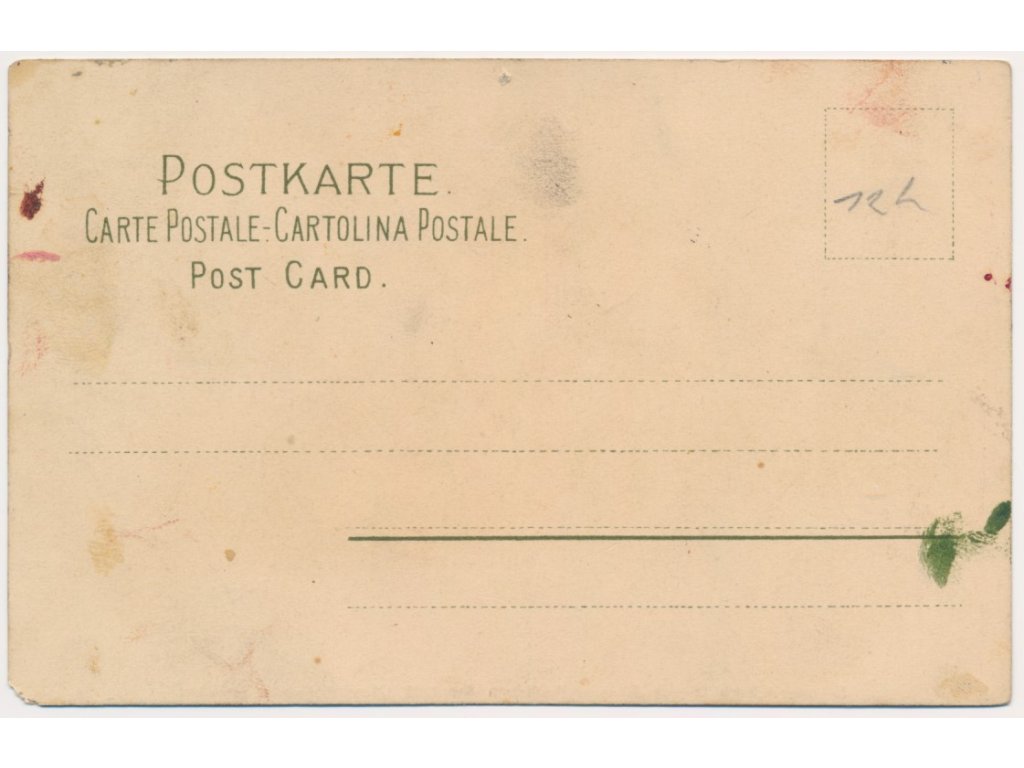 POSTKARTE.
CARTE POSTALE-CARTOLINA POSTALE.
POST CARD.
12h